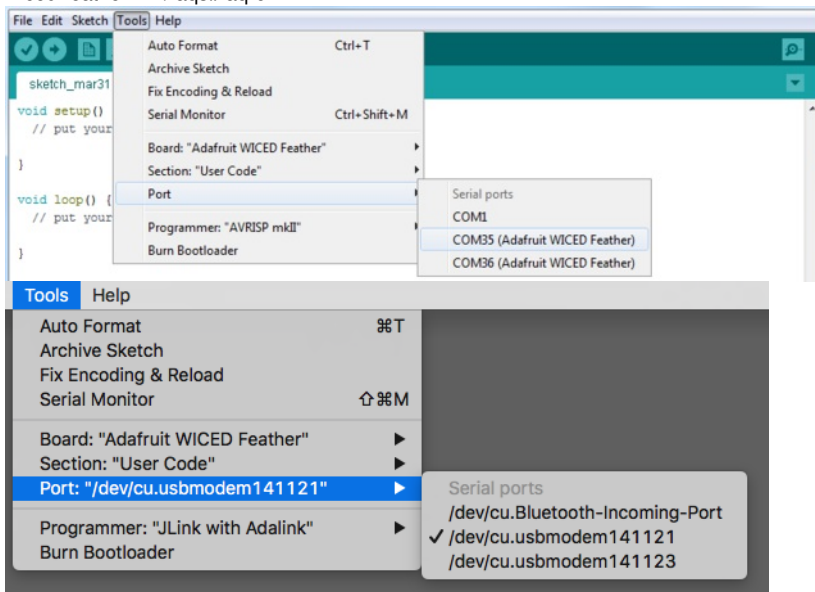 File Edit Sketch Tools Help
Auto Format Ctrl+T
Archive Sketch
sketch_mar31 Fix Encoding & Reload
void setup() Serial Monitor Ctrl+Shift+M
// put your
Board: "Adafruit WICED Feather"
} Section: "User Code"
Port Serial ports
void loop() { COM1
// put your Programmer: "AVRISP mkII" COM35 (Adafruit WICED Feather)
} Burn Bootloader COM36 (Adafruit WICED Feather)
Tools Help
Auto Format ⌘T
Archive Sketch
Fix Encoding & Reload
Serial Monitor ⇧⌘M
Board: "Adafruit WICED Feather"
Section: "User Code"
Port: "/dev/cu.usbmodem141121" Serial ports
/dev/cu.Bluetooth-Incoming-Port
Programmer: "JLink with Adalink" ✓ /dev/cu.usbmodem141121
Burn Bootloader /dev/cu.usbmodem141123